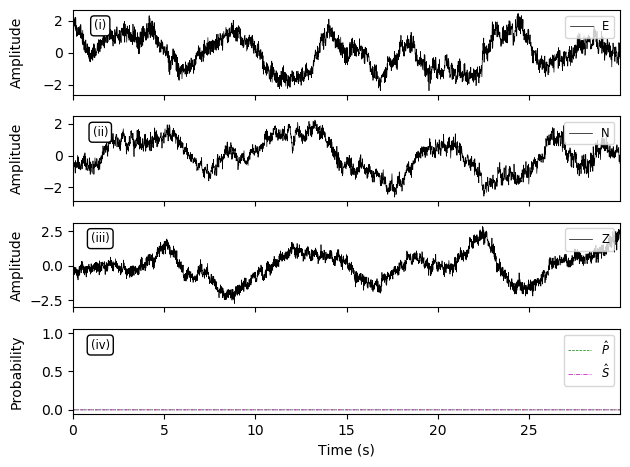 Amplitude
2
0
−2
(i)
E
Amplitude
2
0
−2
(ii)
N
Amplitude
2.5
0.0
−2.5
(iii)
Z
Probability
1.0
0.5
0.0
(iv)
P̂
Ŝ
0 5 10 15 20 25
Time (s)